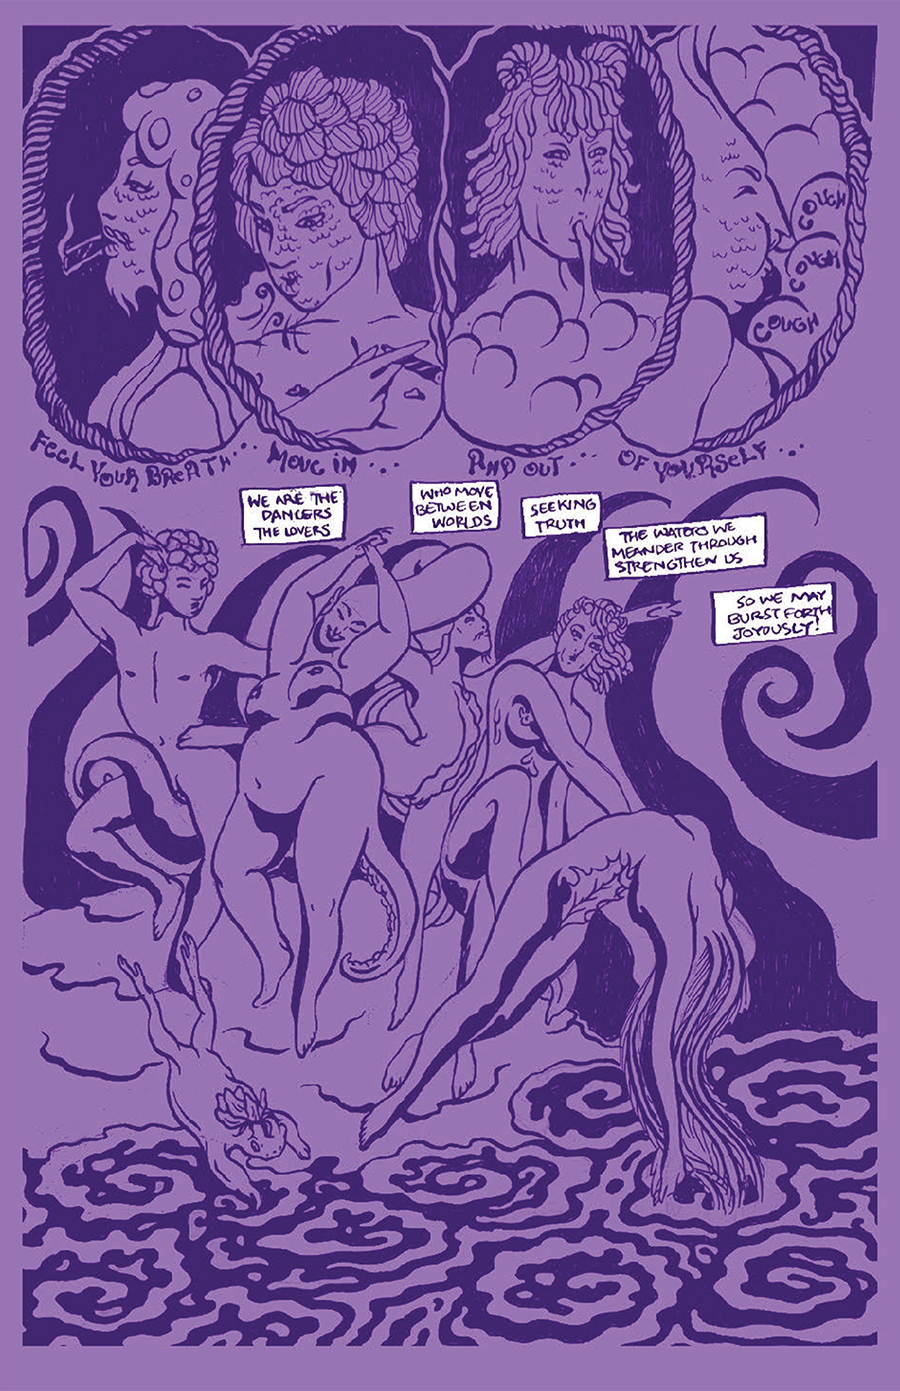 COUGH
COUGH
COUGH
FEEL YOUR BREATH...
MOVE IN ...
AND OUT ...
OF YOURSELF ...
WE ARE THE
DANCERS
THE LOVERS
WHO MOVE
BETWEEN
WORLDS
SEEKING
TRUTH
THE WATERS WE
MEANDER THROUGH
STRENGTHEN US
SO WE MAY
BURST FORTH
JOYOUSLY!